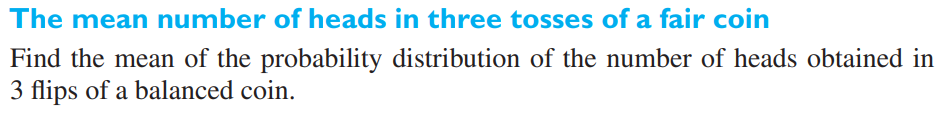 The mean number of heads in three tosses of a fair coin
Find the mean of the probability distribution of the number of heads obtained in
3 flips of a balanced coin.